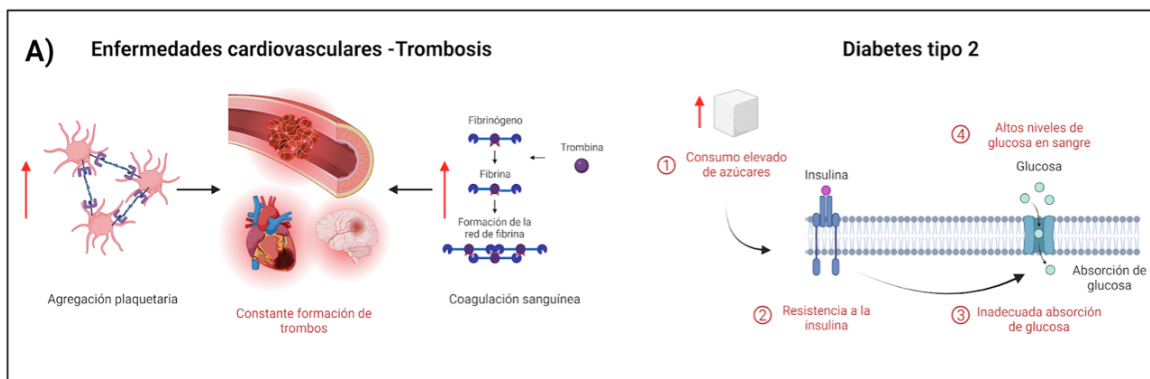 A)
Enfermedades cardiovasculares -Trombosis
Agregación plaquetaria
Constante formación de
trombos
Fibrinógeno
Trombina
Fibrina
Formación de la
red de fibrina
Coagulación sanguínea
Diabetes tipo 2
1
Consumo elevado
de azúcares
Insulina
2
Resistencia a la
insulina
4
Altos niveles de
glucosa en sangre
Glucosa
Absorción de
glucosa
3
Inadecuada absorción
de glucosa